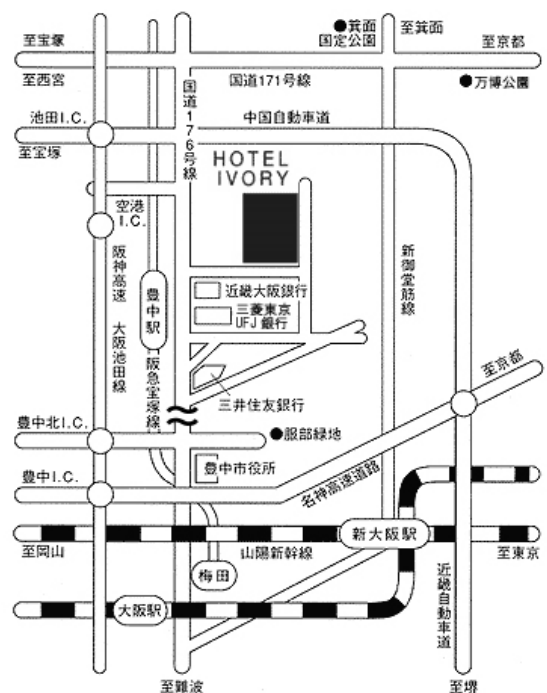 至宝塚
●箕面
国定公園
至箕面
至京都
至西宮
国道171号線
●万博公園
池田I.C.
国道176号線
中国自動車道
至宝塚
HOTEL
IVORY
空港
I.C.
阪神高速 大阪池田線
豊中駅
新御堂筋線
近畿大阪銀行
三菱東京
UFJ銀行
阪急宝塚線
至京都
三井住友銀行
豊中北I.C.
●服部緑地
豊中市役所
豊中I.C.
名神高速道路
至岡山
山陽新幹線
新大阪駅
至東京
梅田
近畿自動車道
大阪駅
至難波
至堺